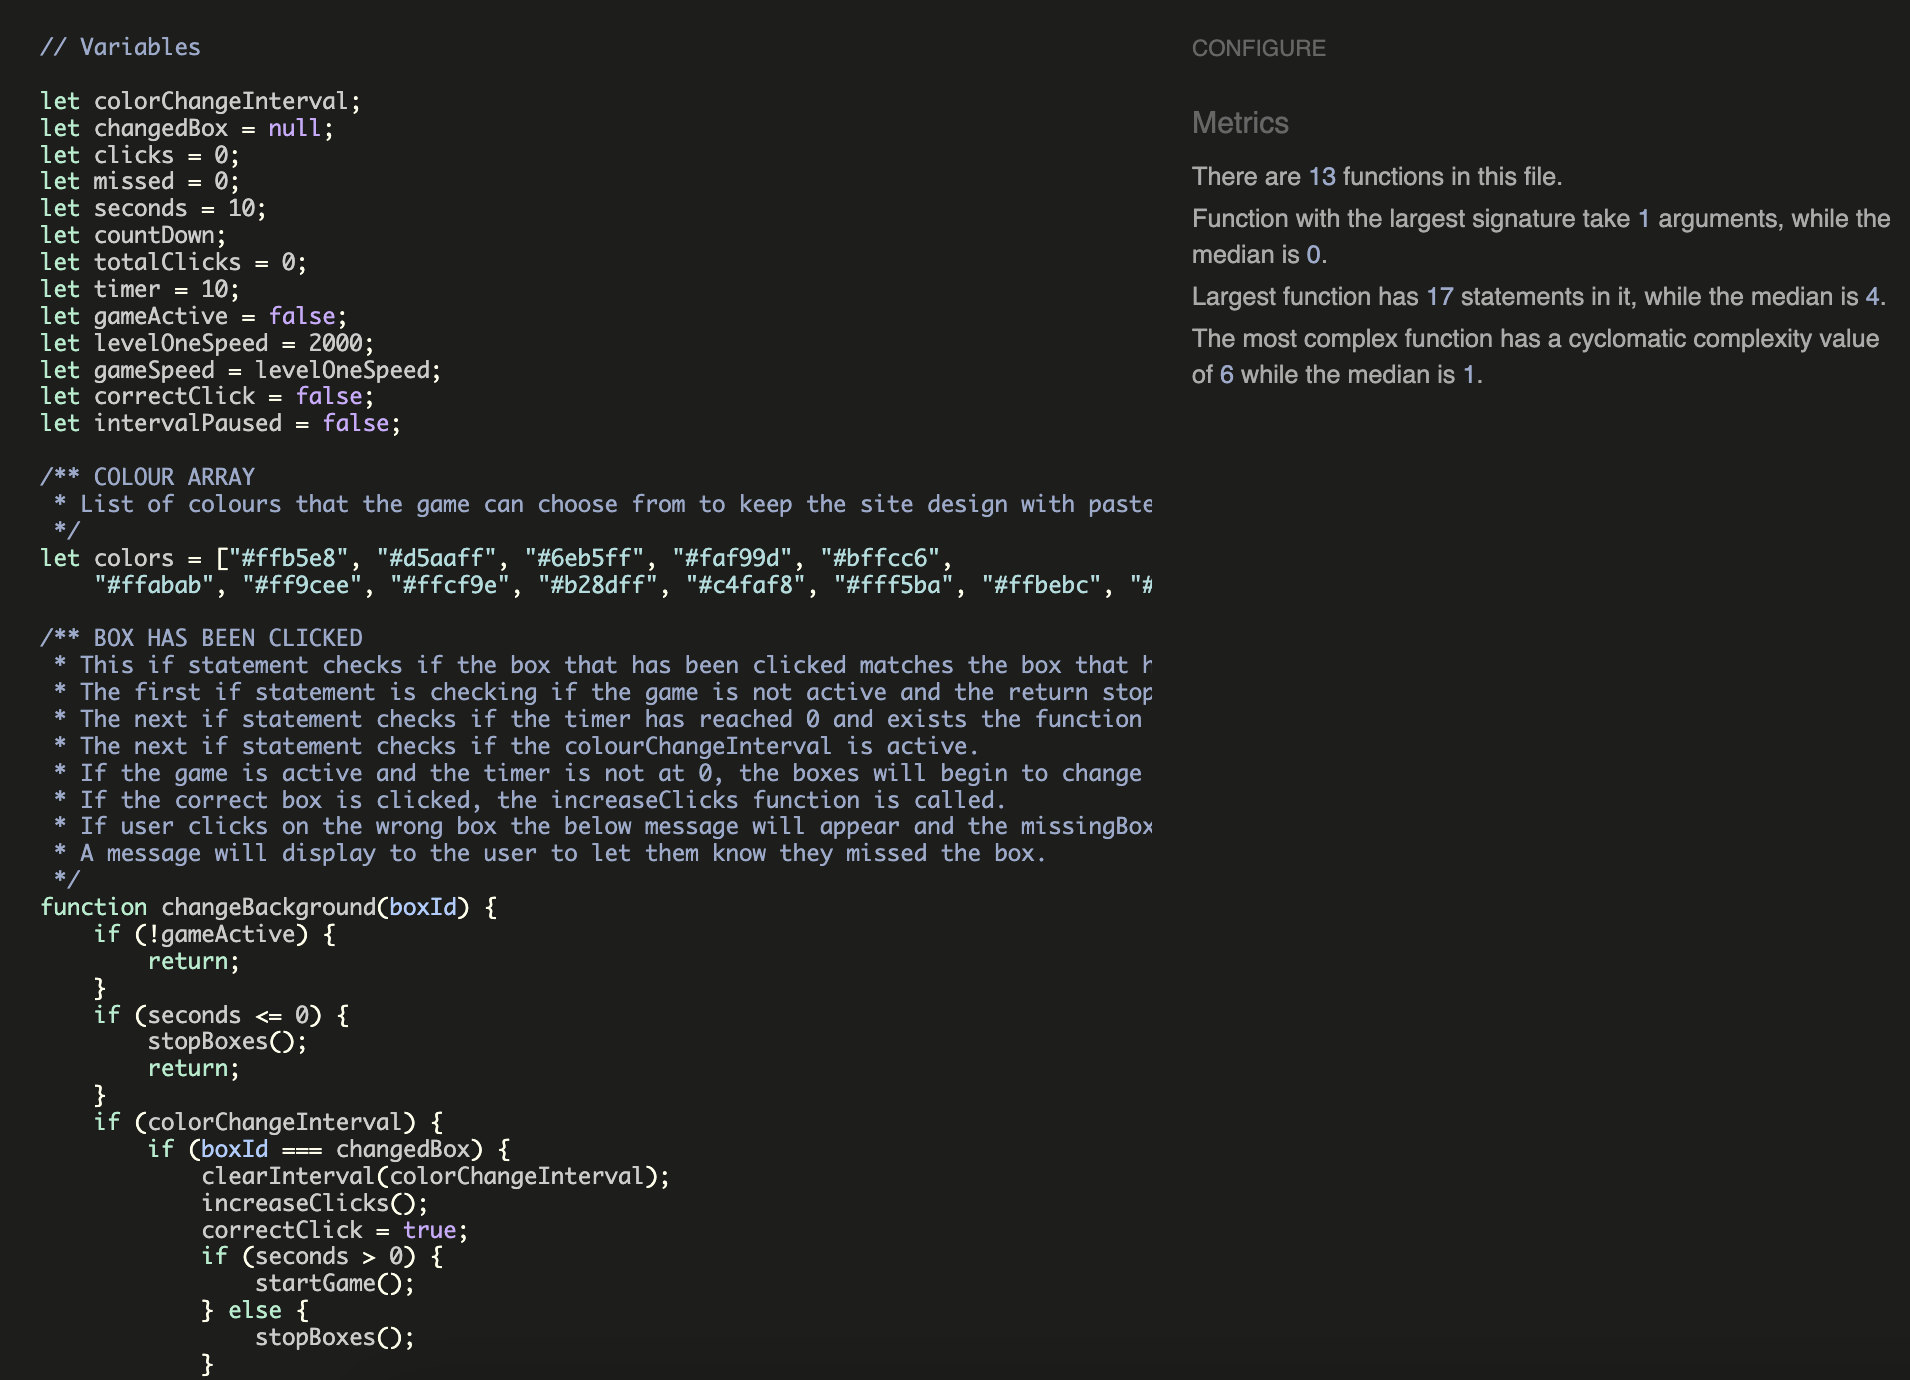 // Variables
let colorChangeInterval;
let changedBox = null;
let clicks = 0;
let missed = 0;
let seconds = 10;
let countDown;
let totalClicks = 0;
let timer = 10;
let gameActive = false;
let levelOneSpeed = 2000;
let gameSpeed = levelOneSpeed;
let correctClick = false;
let intervalPaused = false;
/** COLOUR ARRAY
 * List of colours that the game can choose from to keep the site design with paste
 */
let colors = ["#ffb5e8", "#d5aaff", "#6eb5ff", "#faf99d", "#bffcc6",
    "#ffabab", "#ff9cee", "#ffcf9e", "#b28dff", "#c4faf8", "#fff5ba", "#ffbebc", "#
/** BOX HAS BEEN CLICKED
 * This if statement checks if the box that has been clicked matches the box that h
 * The first if statement is checking if the game is not active and the return stop
 * The next if statement checks if the timer has reached 0 and exists the function
 * The next if statement checks if the colourChangeInterval is active.
 * If the game is active and the timer is not at 0, the boxes will begin to change
 * If the correct box is clicked, the increaseClicks function is called.
 * If user clicks on the wrong box the below message will appear and the missingBox
 * A message will display to the user to let them know they missed the box.
 */
function changeBackground(boxId) {
    if (!gameActive) {
        return;
    }
    if (seconds <= 0) {
        stopBoxes();
        return;
    }
    if (colorChangeInterval) {
        if (boxId === changedBox) {
            clearInterval(colorChangeInterval);
            increaseClicks();
            correctClick = true;
            if (seconds > 0) {
                startGame();
            } else {
                stopBoxes();
            }
CONFIGURE
Metrics
There are 13 functions in this file.
Function with the largest signature take 1 arguments, while the
median is 0.
Largest function has 17 statements in it, while the median is 4.
The most complex function has a cyclomatic complexity value
of 6 while the median is 1.